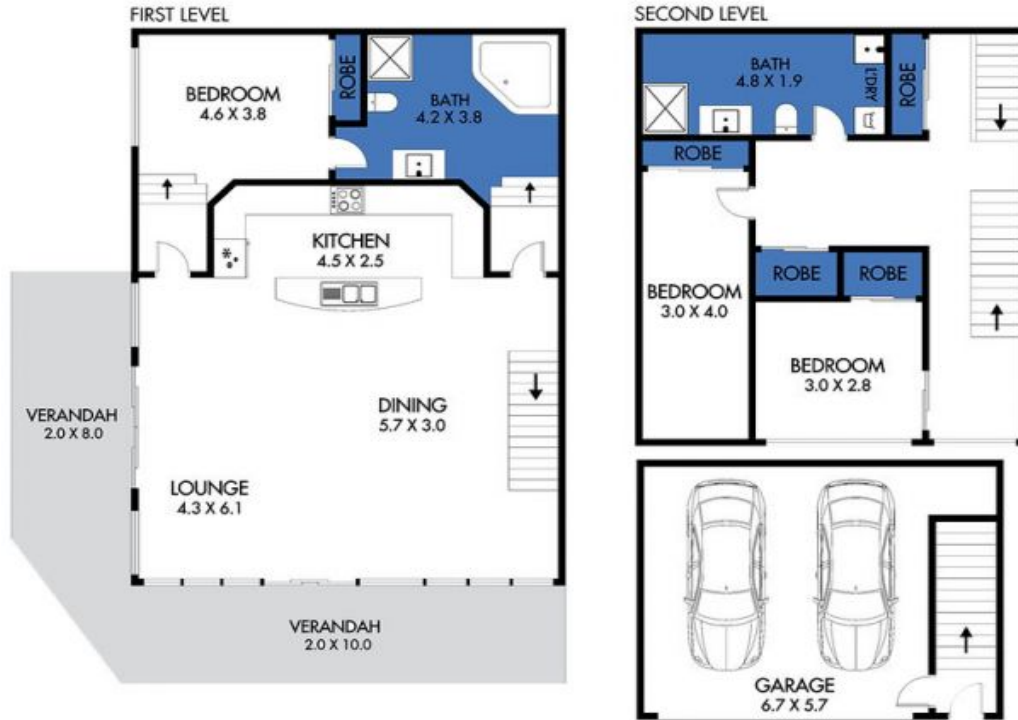 FIRST LEVEL
BEDROOM
4.6 X 3.8
ROBE
BATH
4.2 X 3.8
KITCHEN
4.5 X 2.5
VERANDAH
2.0 X 8.0
DINING
5.7 X 3.0
LOUNGE
4.3 X 6.1
VERANDAH
2.0 X 10.0
SECOND LEVEL
BATH
4.8 X 1.9
L'DRY
ROBE
ROBE
BEDROOM
3.0 X 4.0
ROBE
ROBE
BEDROOM
3.0 X 2.8
GARAGE
6.7 X 5.7